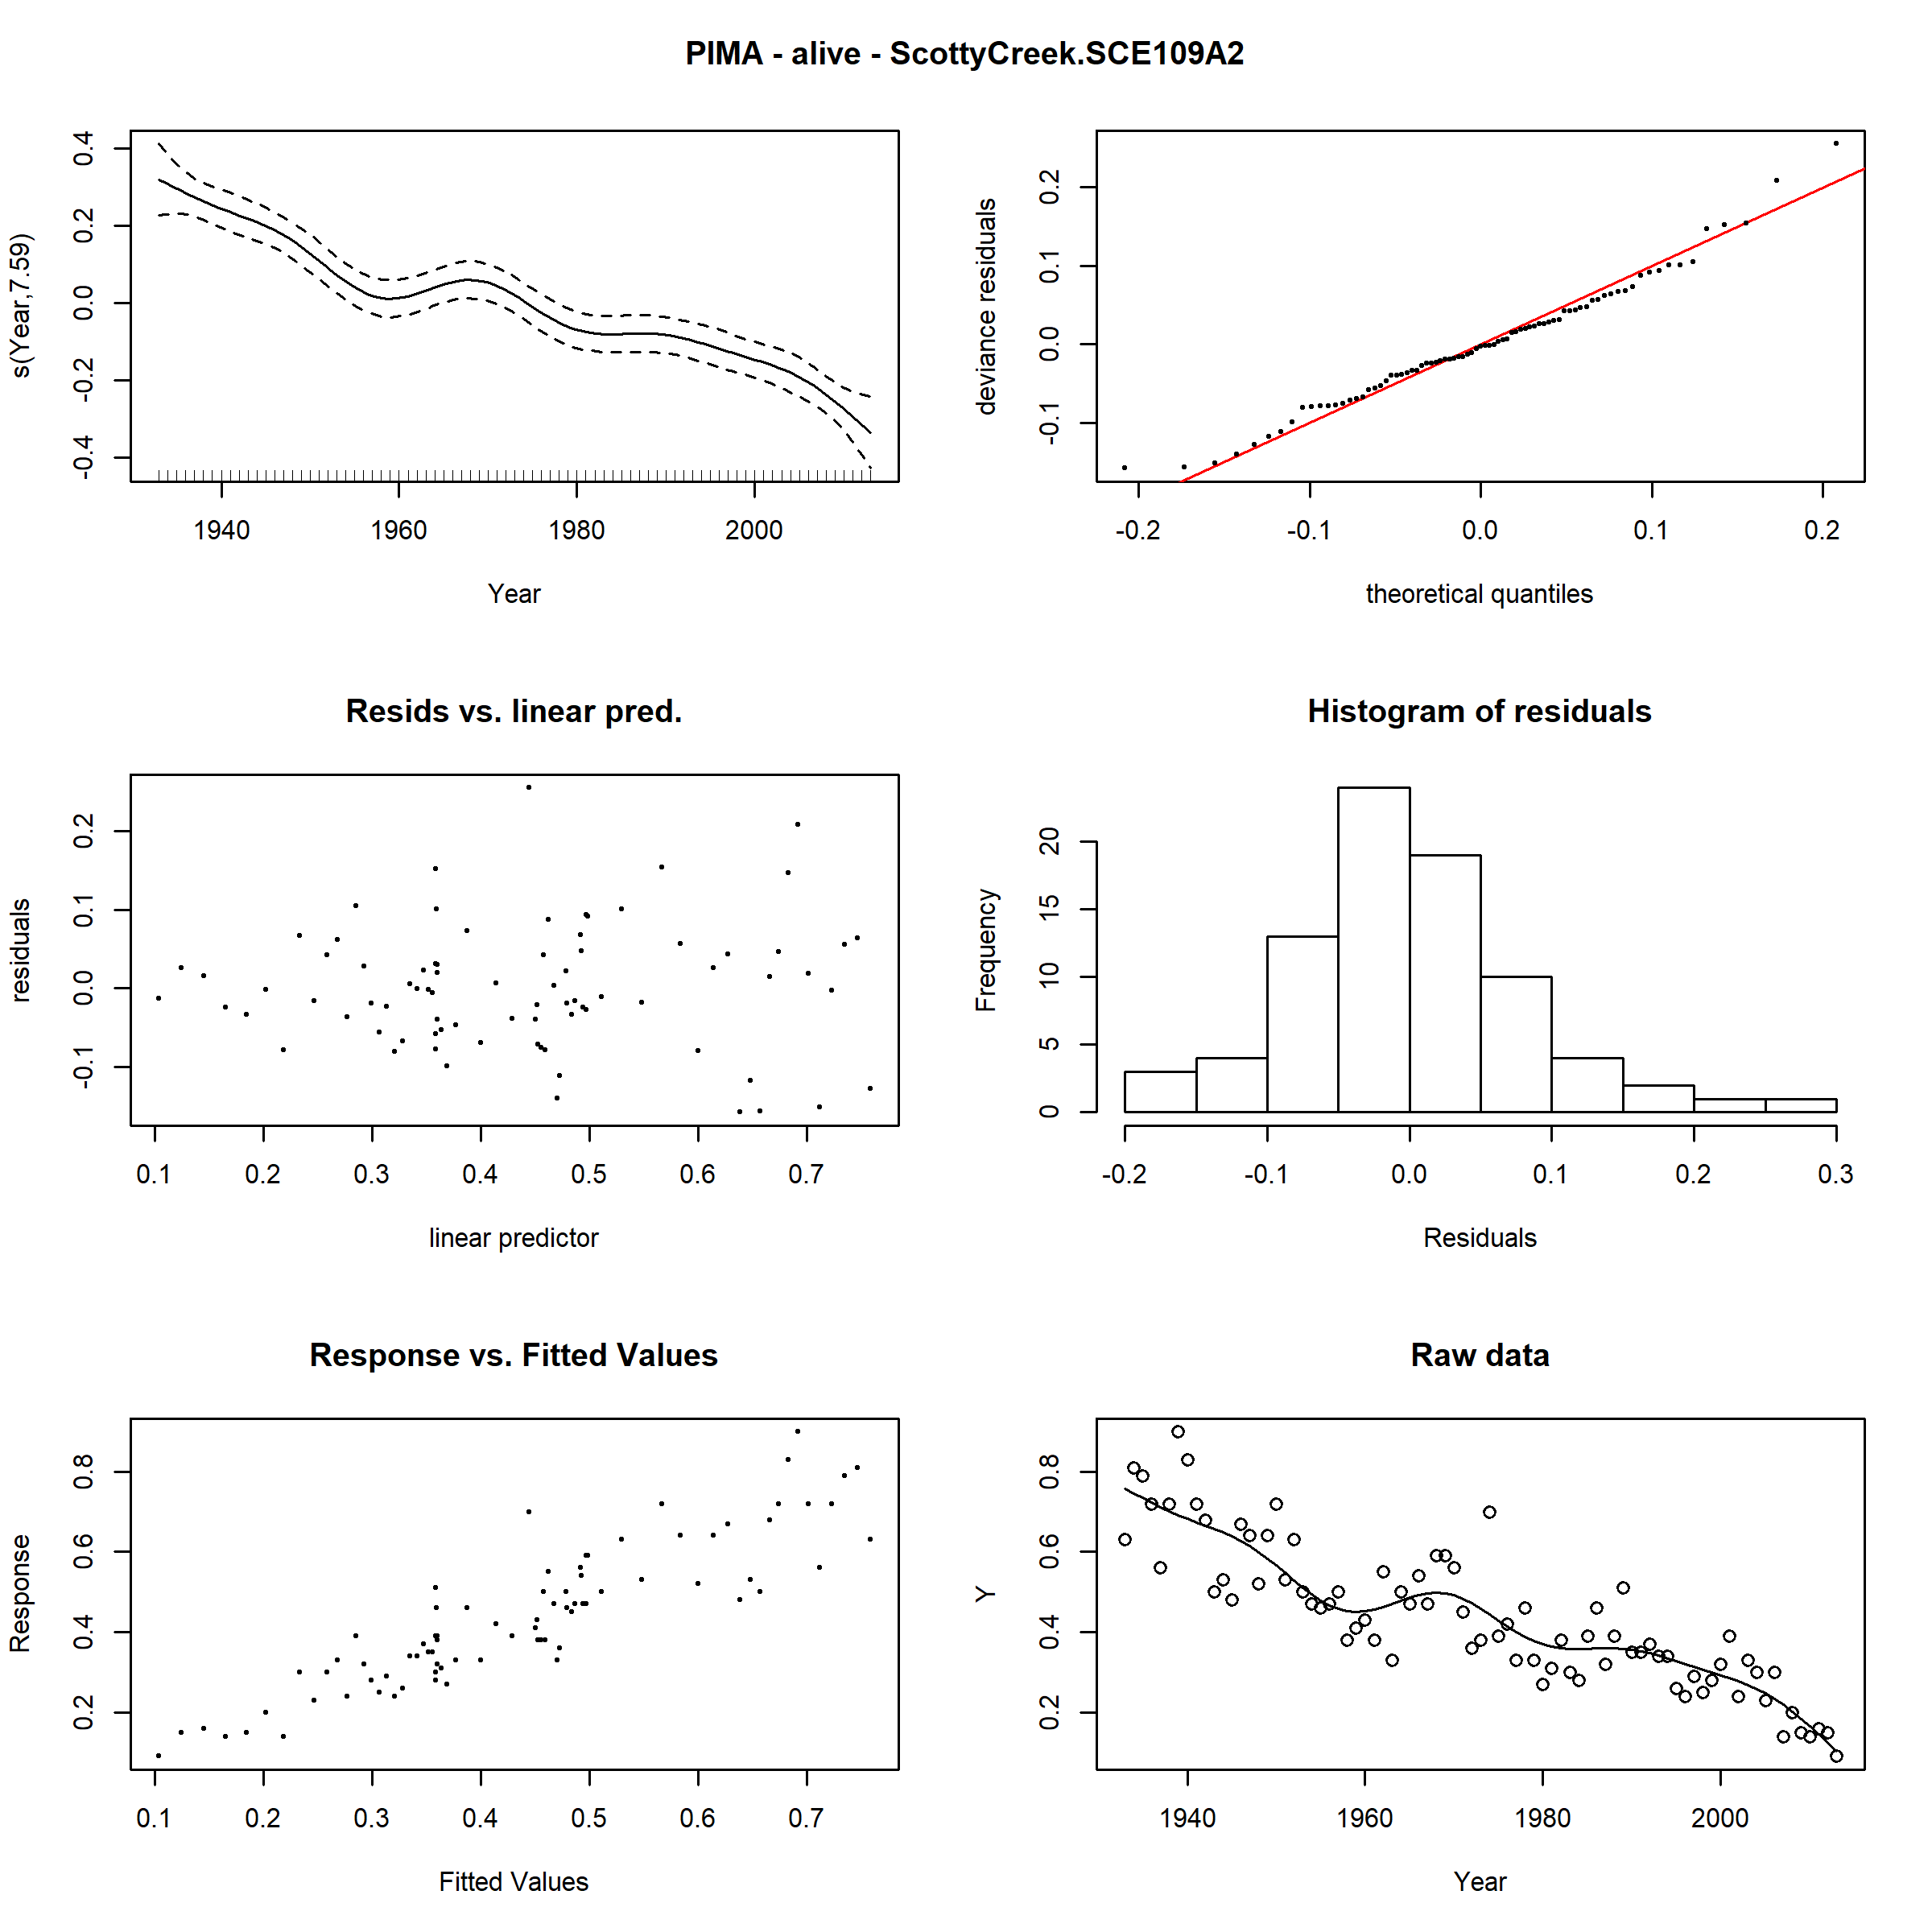 PIMA - alive - ScottyCreek.SCE109A2
s(Year,7.59)
-0.4 -0.2 0.0 0.2 0.4
1940 1960 1980 2000
Year
deviance residuals
-0.1 0.0 0.1 0.2
-0.2 -0.1 0.0 0.1 0.2
theoretical quantiles
Resids vs. linear pred.
residuals
-0.1 0.0 0.1 0.2
0.1 0.2 0.3 0.4 0.5 0.6 0.7
linear predictor
Histogram of residuals
Frequency
0 5 10 15 20
-0.2 -0.1 0.0 0.1 0.2 0.3
Residuals
Response vs. Fitted Values
Response
0.2 0.4 0.6 0.8
0.1 0.2 0.3 0.4 0.5 0.6 0.7
Fitted Values
Raw data
Y
0.2 0.4 0.6 0.8
1940 1960 1980 2000
Year